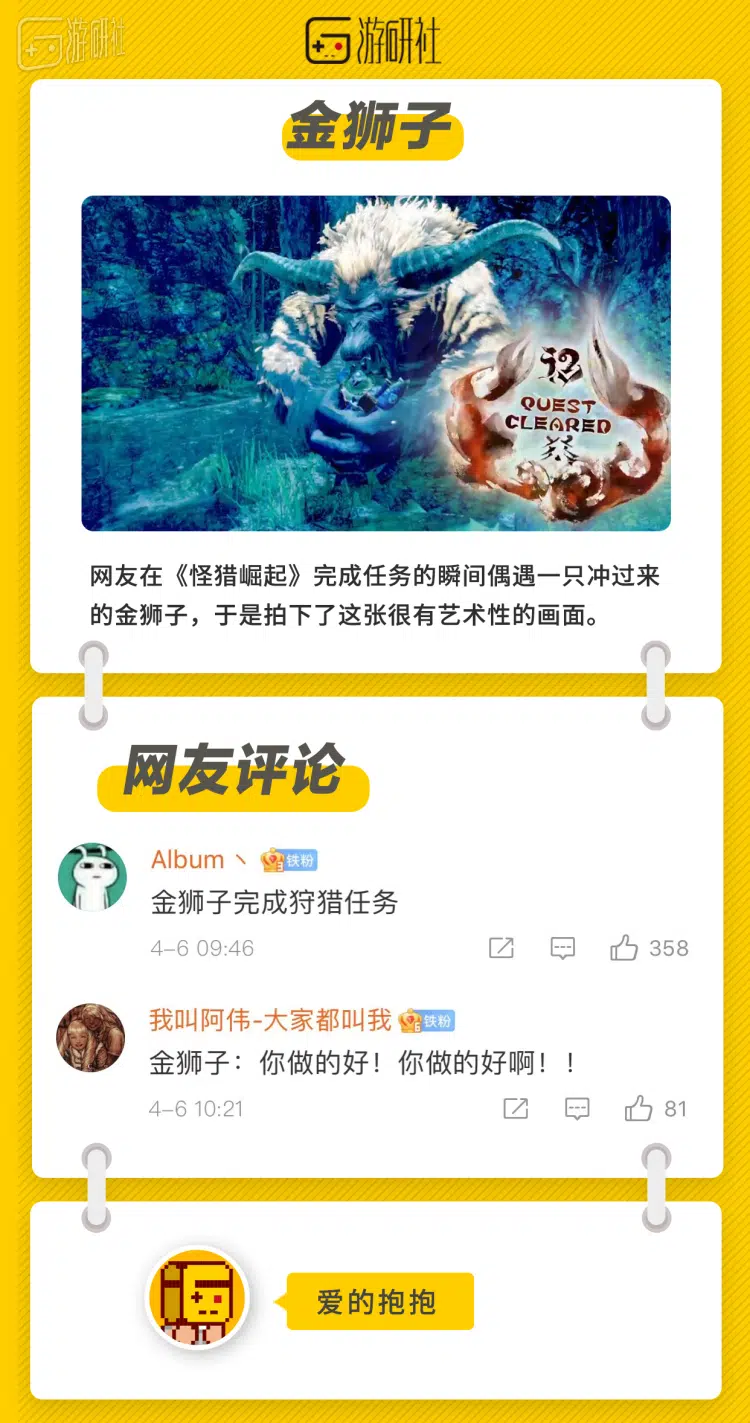 游研社
游研社
金狮子
QUEST
CLEARED
网友在《怪猎崛起》完成任务的瞬间偶遇一只冲过来
的金狮子，于是拍下了这张很有艺术性的画面。
网友评论
Album丶 铁粉
金狮子完成狩猎任务
4-6 09:46 358
我叫阿伟-大家都叫我 铁粉
金狮子：你做的好！你做的好啊！！
4-6 10:21 81
爱的抱抱